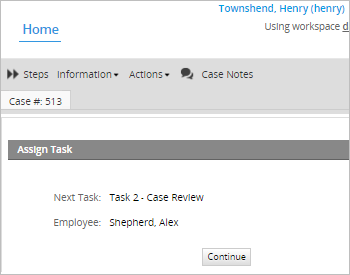 Townshend, Henry (henry)
Home
Using workspace d
Steps Information Actions Case Notes
Case #: 513
Assign Task
Next Task: Task 2 - Case Review
Employee: Shepherd, Alex
Continue